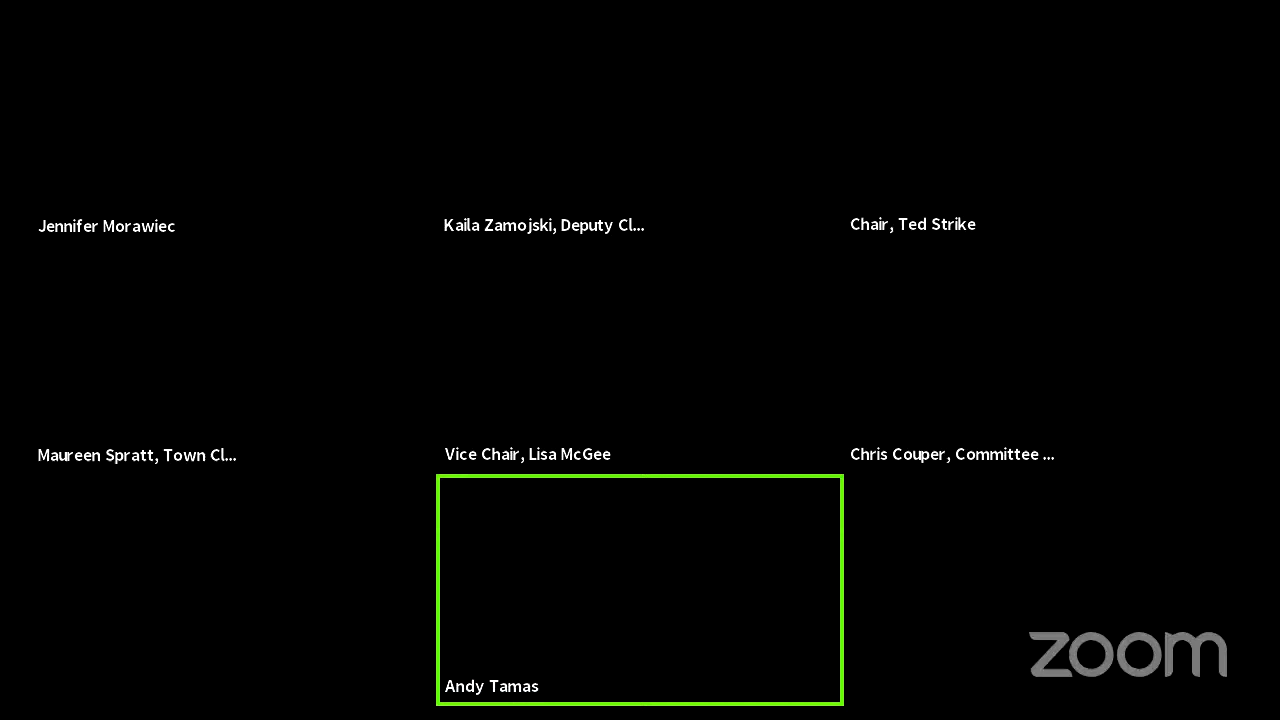 Jennifer Morawiec
Kaila Zamojski, Deputy Cl...
Chair, Ted Strike
Maureen Spratt, Town Cl...
Vice Chair, Lisa McGee
Chris Couper, Committee ...
Andy Tamas
zoom